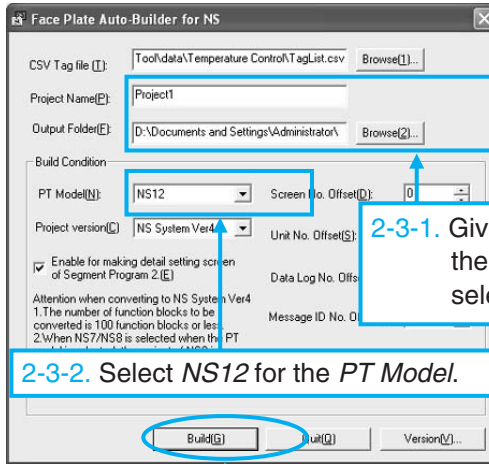 Face Plate Auto-Builder for NS
CSV Tag file (T): Tool\data\Temperature Control\TagList.csv Browse(1)...
Project Name(P): Project1
Output Folder(F): D:\Documents and Settings\Administrator\ Browse(2)...
Build Condition
PT Model(N): NS12 Screen No. Offset(D): 0
Project version(C) NS System Ver4 Unit No. Offset(S):
2-3-1. Giv
the
sele
Enable for making detail setting screen
of Segment Program 2.(E)
Data Log No. Offs
Attention when converting to NS System Ver4
1.The number of function blocks to be
converted is 100 function blocks or less.
Message ID No. Of
2.When NS7/NS8 is selected when the PT
2-3-2. Select NS12 for the PT Model.
Build(G) Quit(Q) Version(V)...